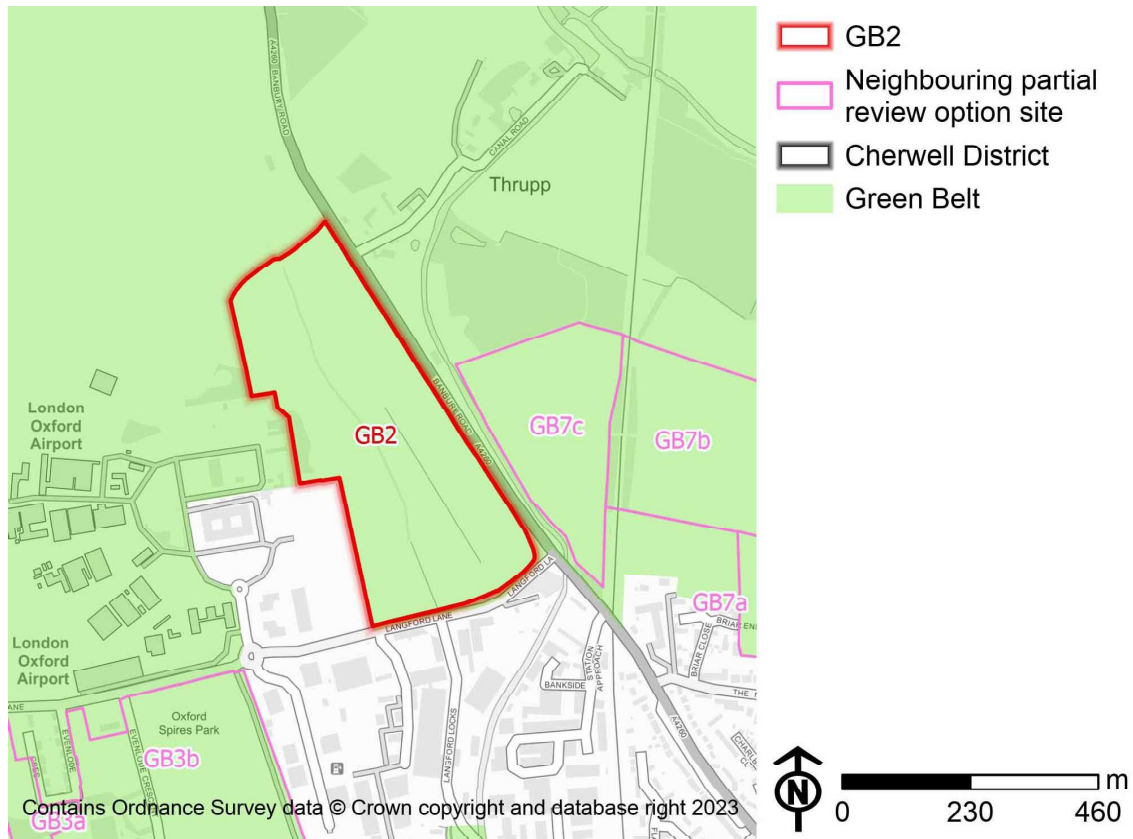 A4260 BANBURY ROAD
CANAL ROAD
Thrupp
London
Oxford
Airport
GB2
BANBURY ROAD A4260
GB7c
GB7b
LANGFORD LA
LANGFORD LANE
GB7a
BRIAR CLOSE
STATION
APPROACH
BANKSIDE
LANGFORD LOCKS
A4260
London
Oxford
Airport
Oxford
Spires Park
EVENLODE CRESCENT
GB3b
GB3a
Contains Ordnance Survey data © Crown copyright and database right 2023
GB2
Neighbouring partial
review option site
Cherwell District
Green Belt
N
m
0 230 460